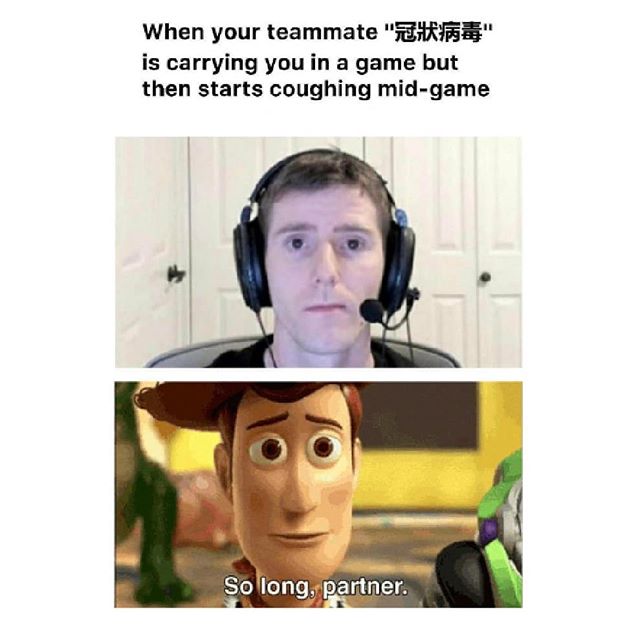 When your teammate "冠狀病毒"
is carrying you in a game but
then starts coughing mid-game
So long, partner.